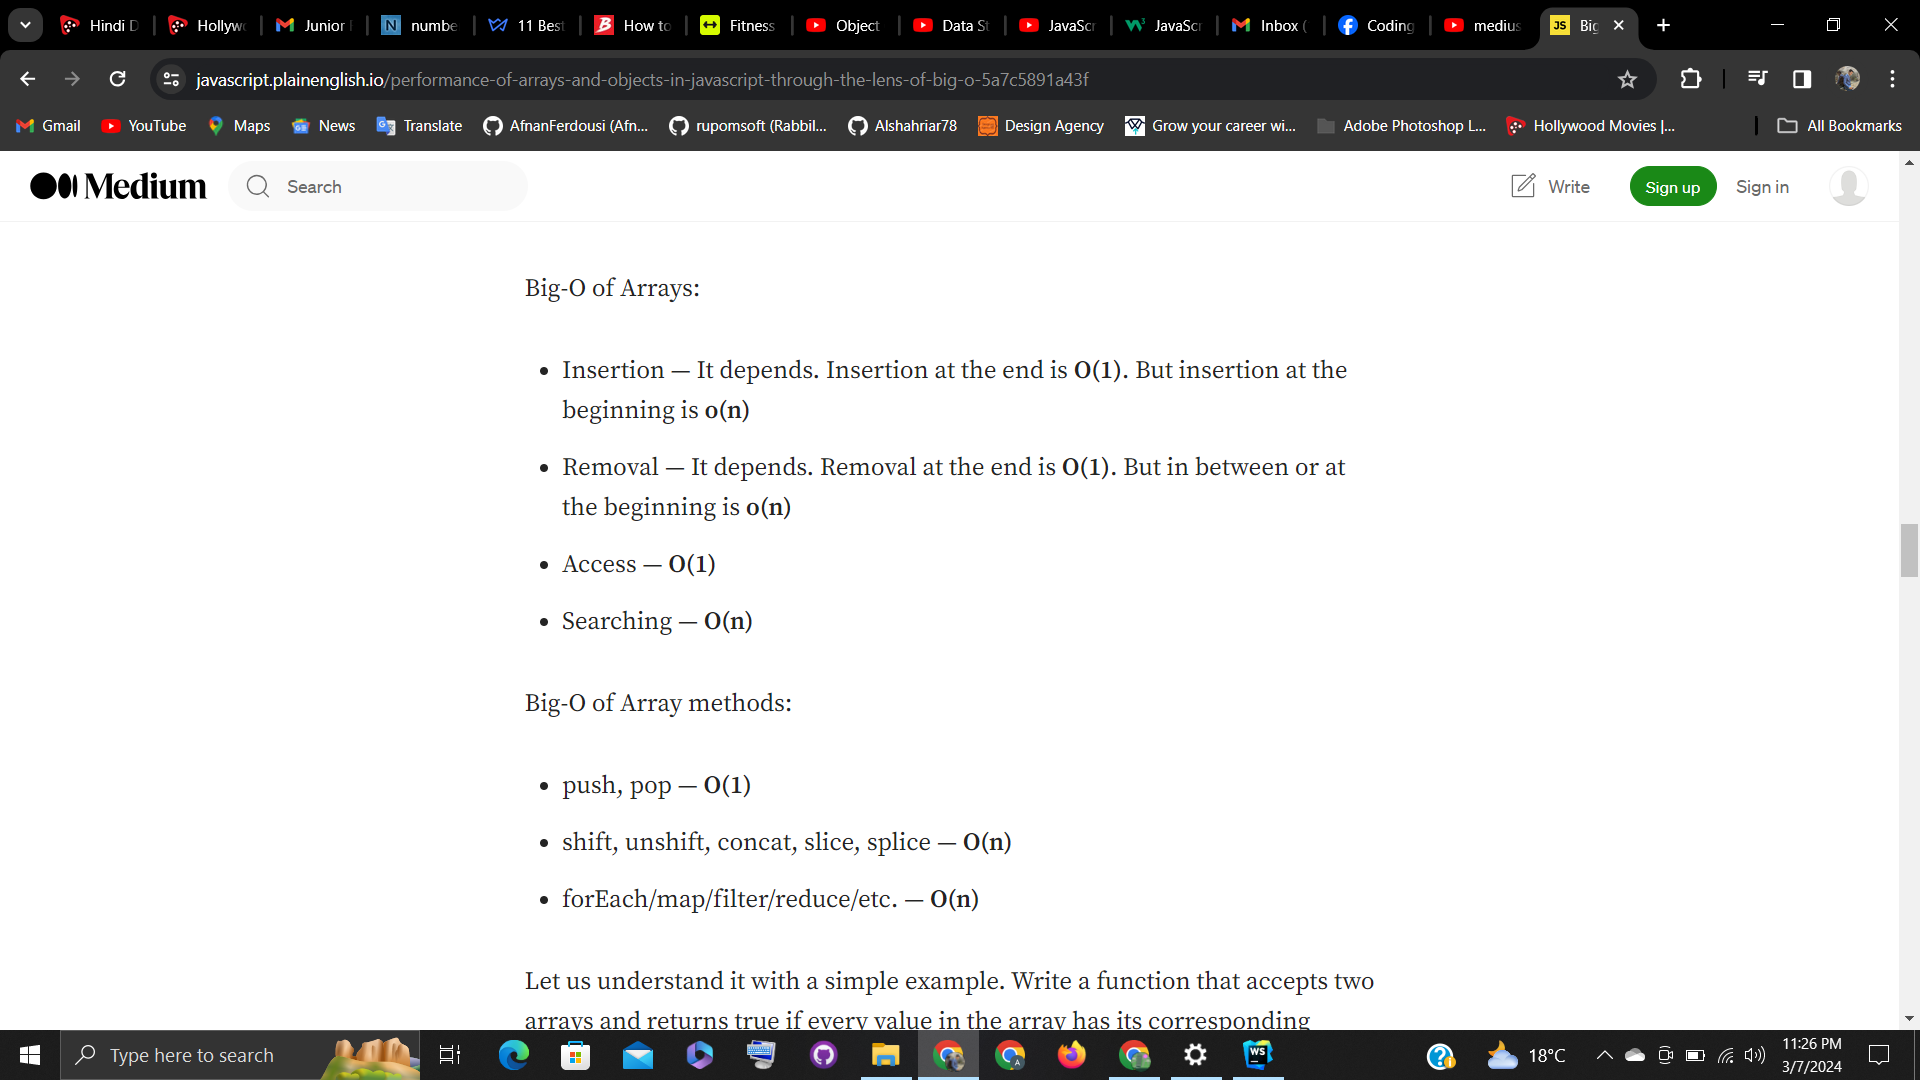 Hindi D
Hollyw
Junior
numbe
11 Best
How to
Fitness
Object
Data St
JavaScr
JavaScr
Inbox (
Coding
medius
JS Big
javascript.plainenglish.io/performance-of-arrays-and-objects-in-javascript-through-the-lens-of-big-o-5a7c5891a43f
Gmail YouTube Maps News Translate AfnanFerdousi (Afn... rupomsoft (Rabbil... Alshahriar78 Design Agency Grow your career wi... Adobe Photoshop L... Hollywood Movies |... All Bookmarks
Medium Search Write Sign up Sign in
Big-O of Arrays:
• Insertion — It depends. Insertion at the end is O(1). But insertion at the
beginning is o(n)
• Removal — It depends. Removal at the end is O(1). But in between or at
the beginning is o(n)
• Access — O(1)
• Searching — O(n)
Big-O of Array methods:
• push, pop — O(1)
• shift, unshift, concat, slice, splice — O(n)
• forEach/map/filter/reduce/etc. — O(n)
Let us understand it with a simple example. Write a function that accepts two
arrays and returns true if every value in the array has its corresponding
Type here to search
WS
18°C
11:26 PM
3/7/2024